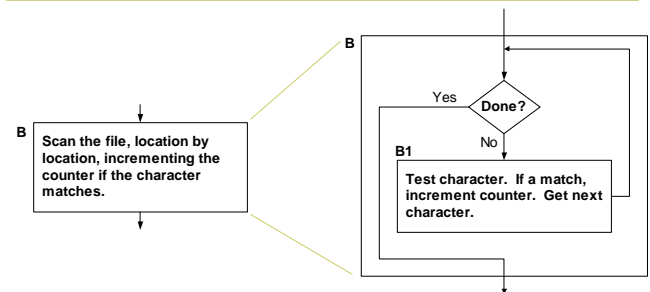 B
Scan the file, location by
location, incrementing the
counter if the character
matches.
B
Yes
Done?
No
B1
Test character.  If a match,
increment counter.  Get next
character.